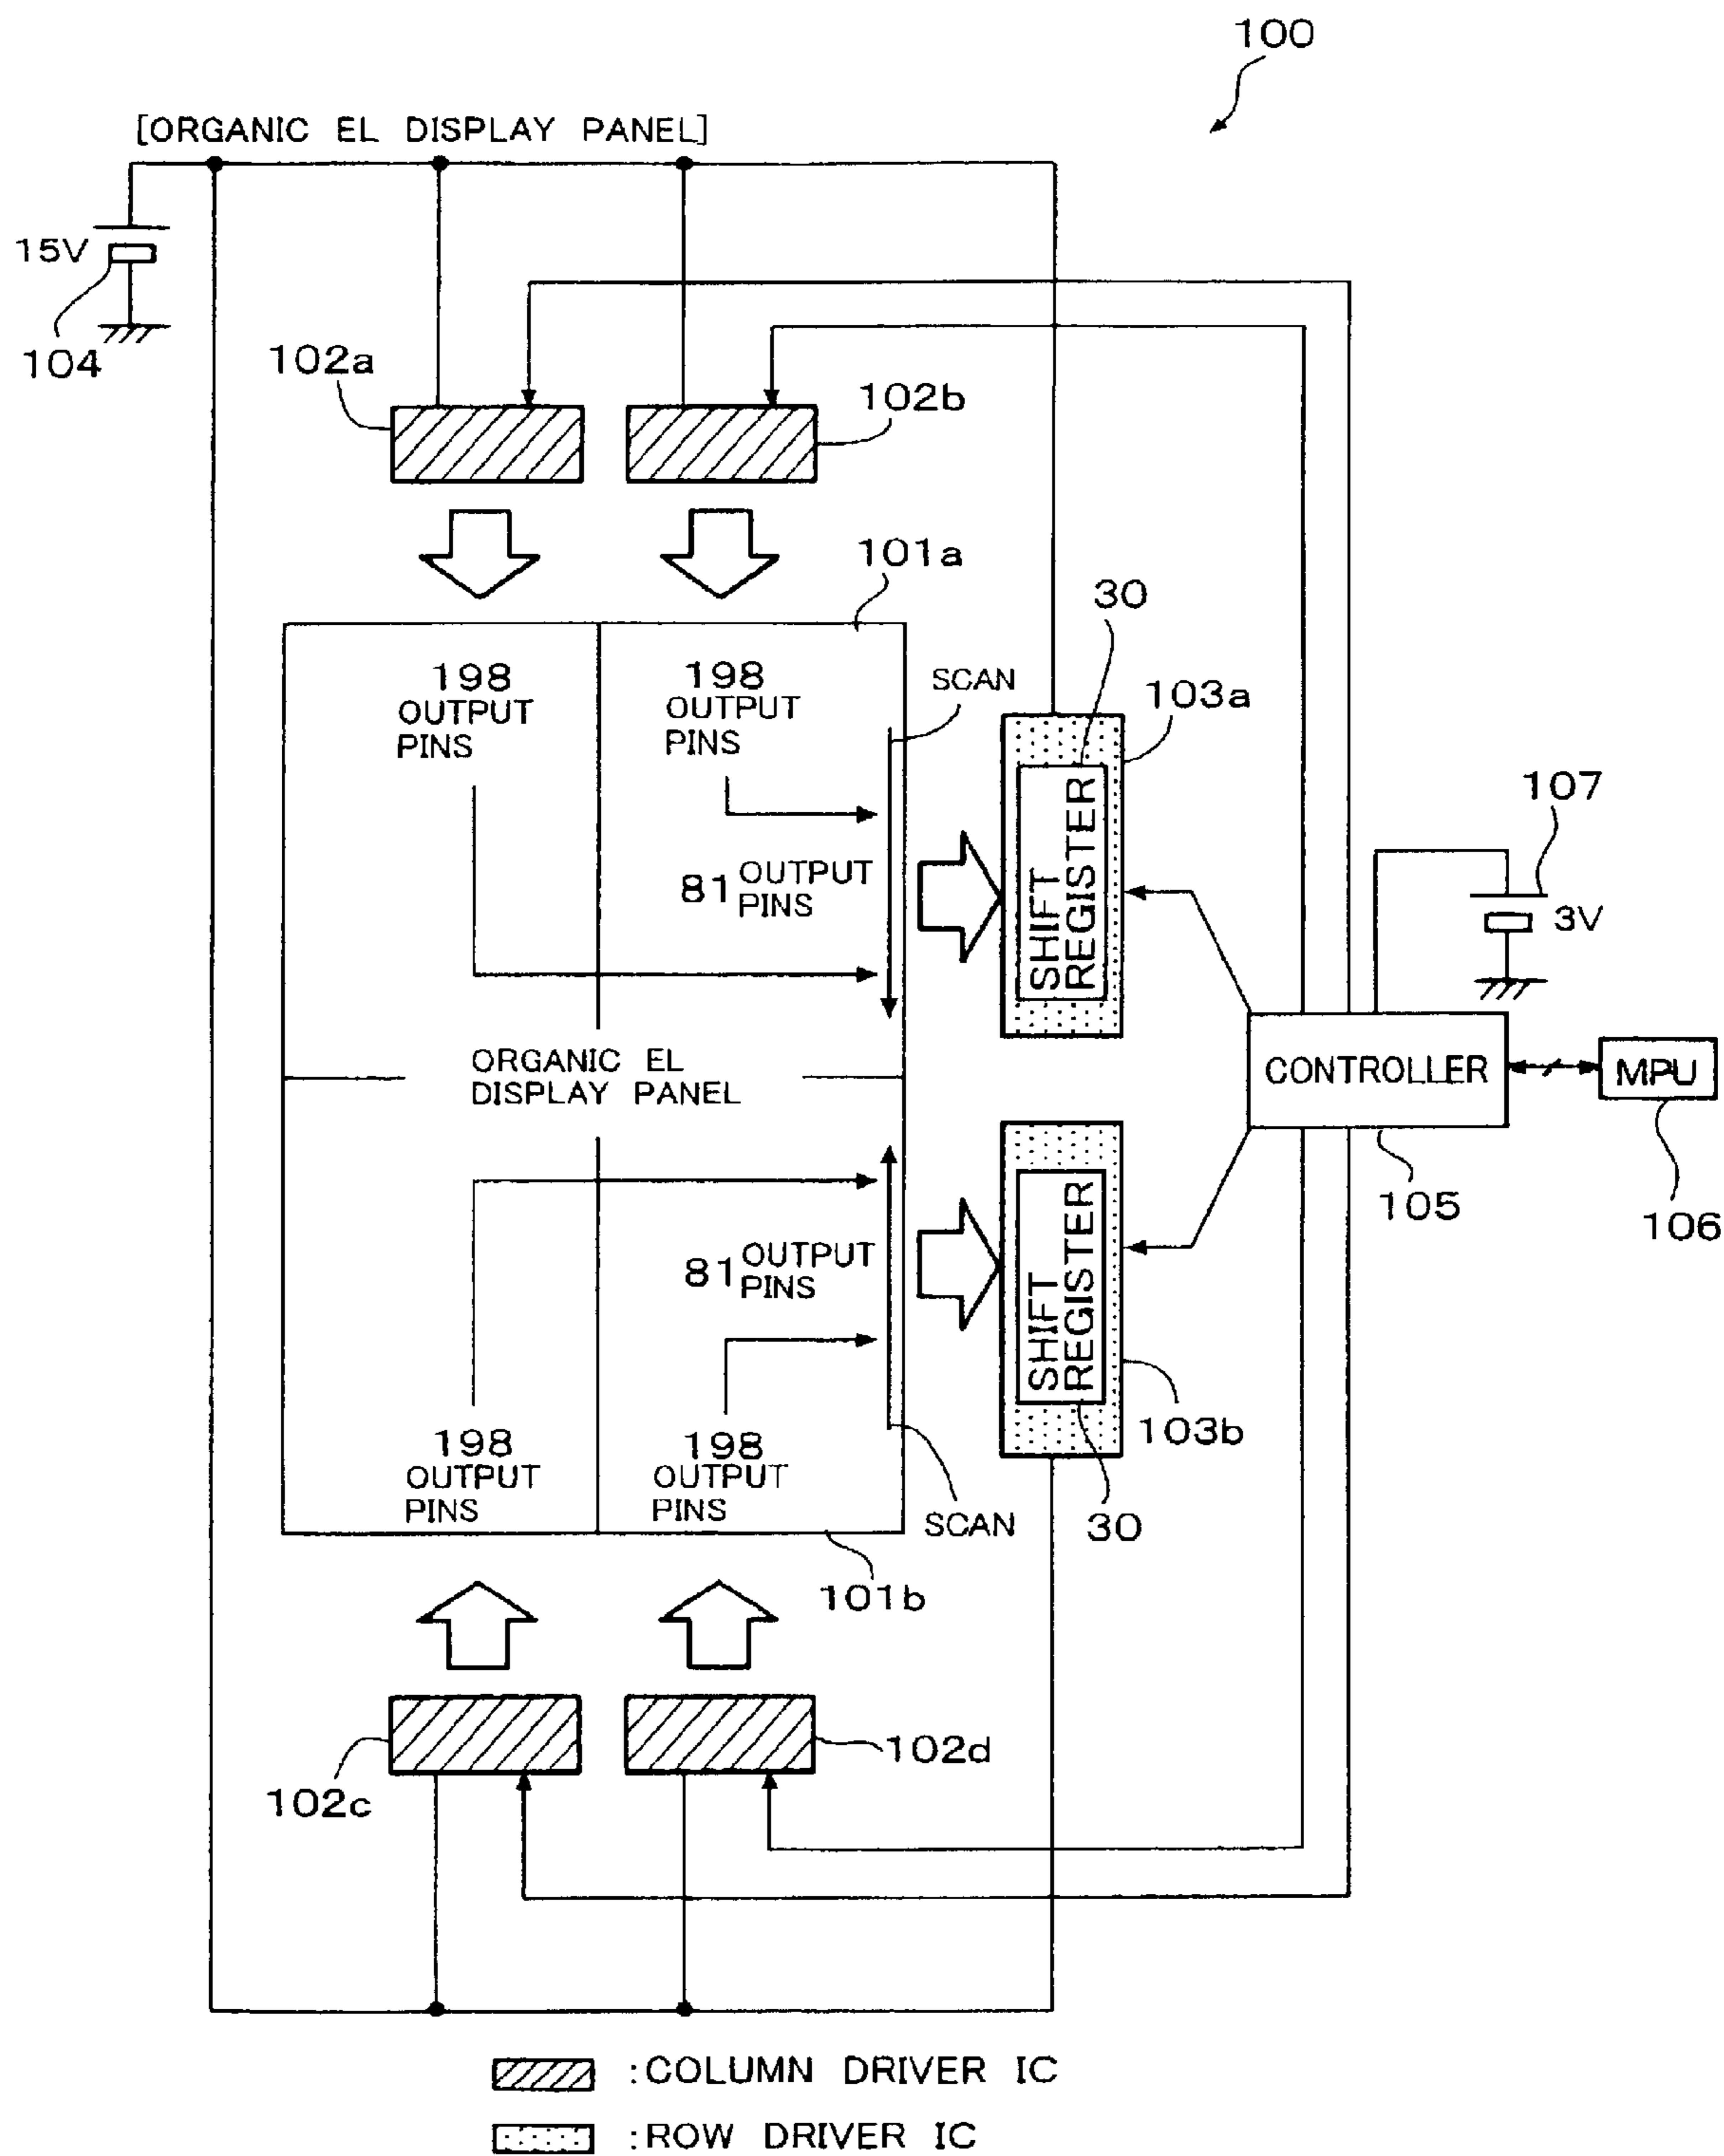 100
[ORGANIC EL DISPLAY PANEL]
15V
104
102a
102b
101a
30
198
OUTPUT
PINS
198
OUTPUT
PINS
SCAN
103a
SHIFT
REGISTER
81 OUTPUT
PINS
107
3V
ORGANIC EL
DISPLAY PANEL
CONTROLLER
MPU
105
106
81 OUTPUT
PINS
SHIFT
REGISTER
103b
198
OUTPUT
PINS
198
OUTPUT
PINS
SCAN
30
101b
102c
102d
:COLUMN DRIVER IC
:ROW DRIVER IC